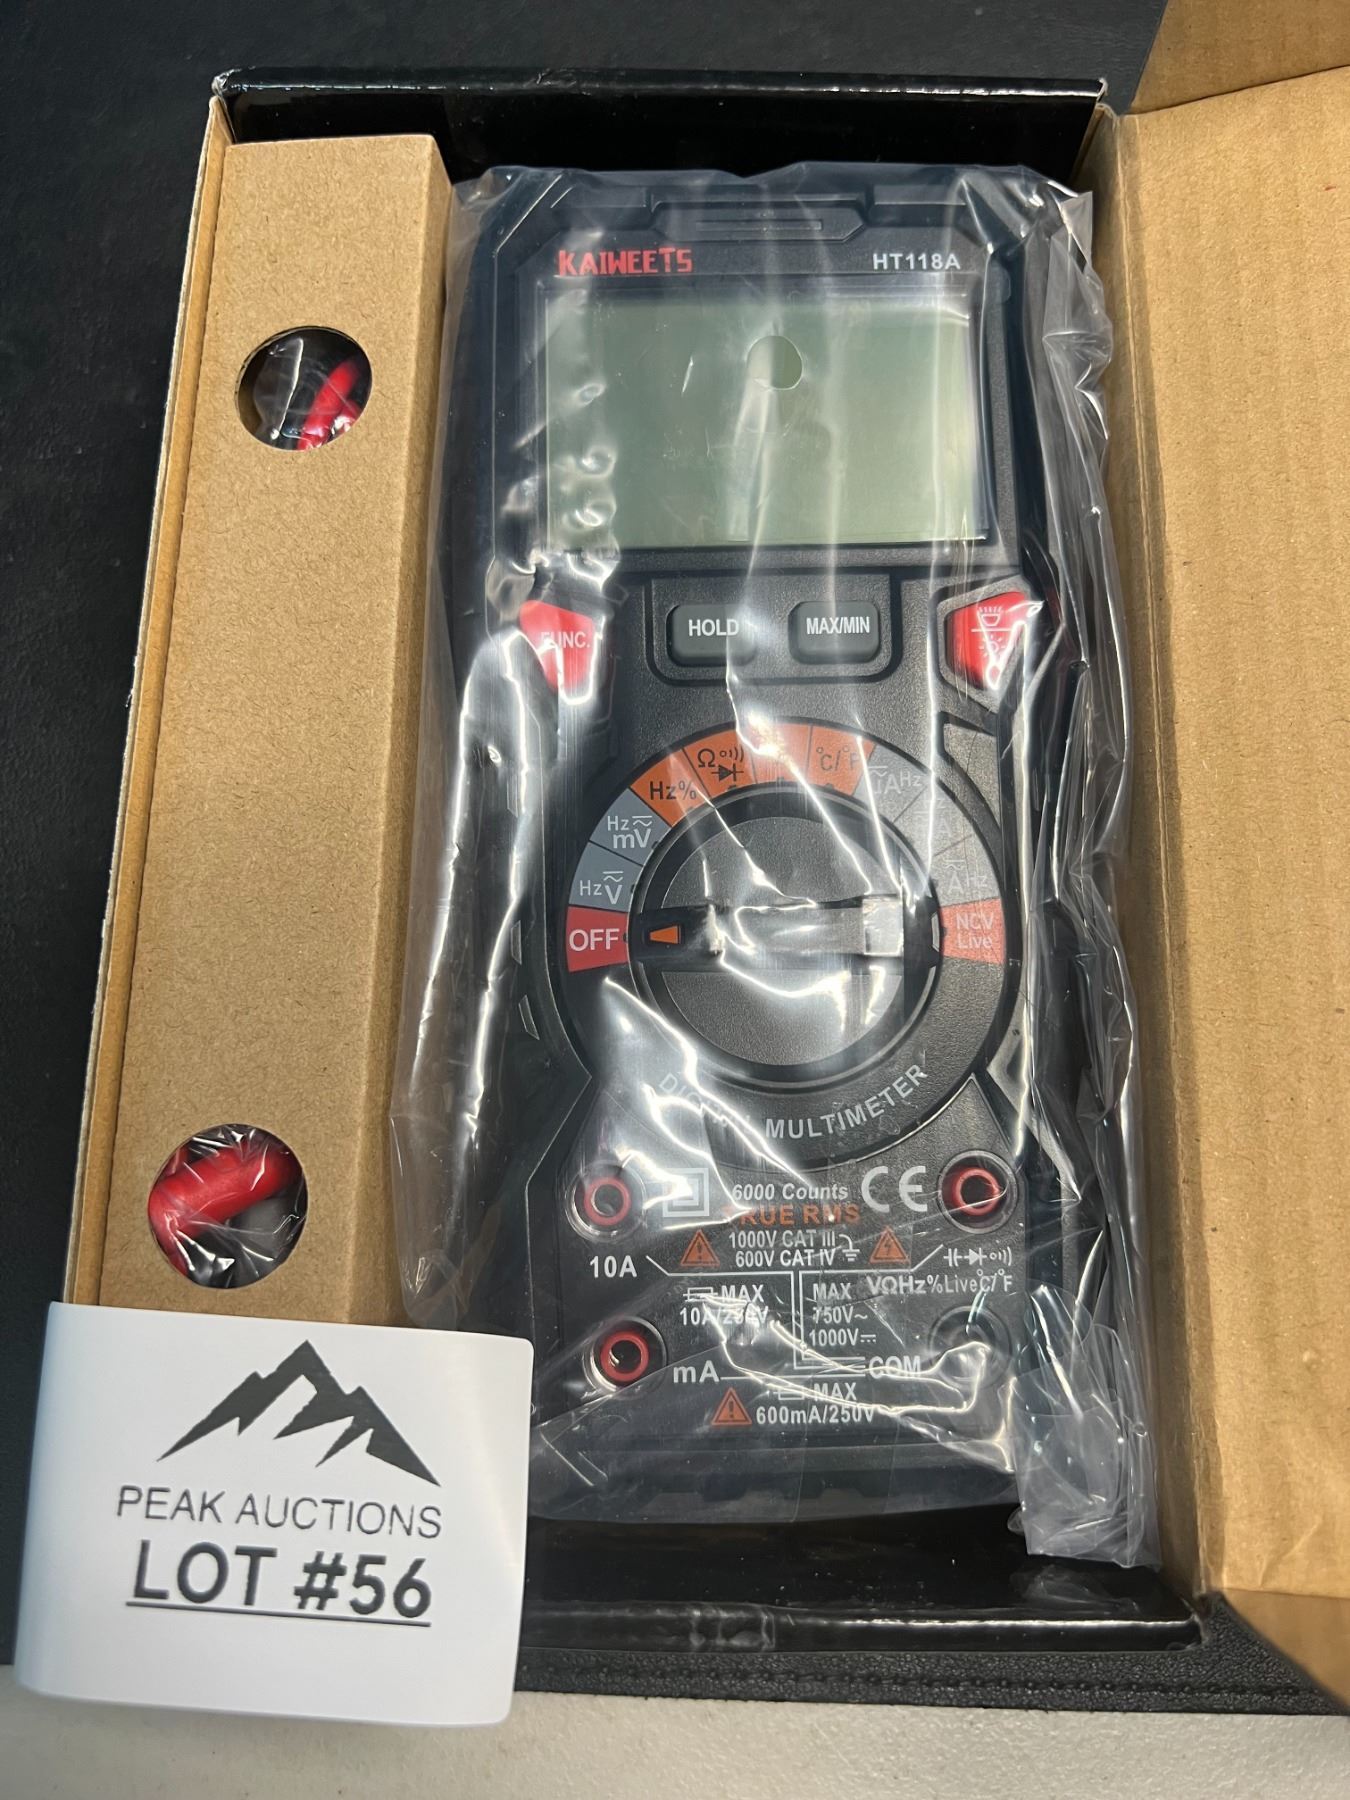 KAIWEETS
HT118A
FUNC.
HOLD
MAX/MIN
Hz%
Ω
°C/°F
Hz mV
Hz V
OFF
NCV
Live
MULTIMETER
6000 Counts
CE
TRUE RMS
1000V CAT III
600V CAT IV
10A
MAX
MAX
VΩHz%Live°C/°F
750V~
1000V⎓
mA
COM
MAX
600mA/250V
PEAK AUCTIONS
LOT #56